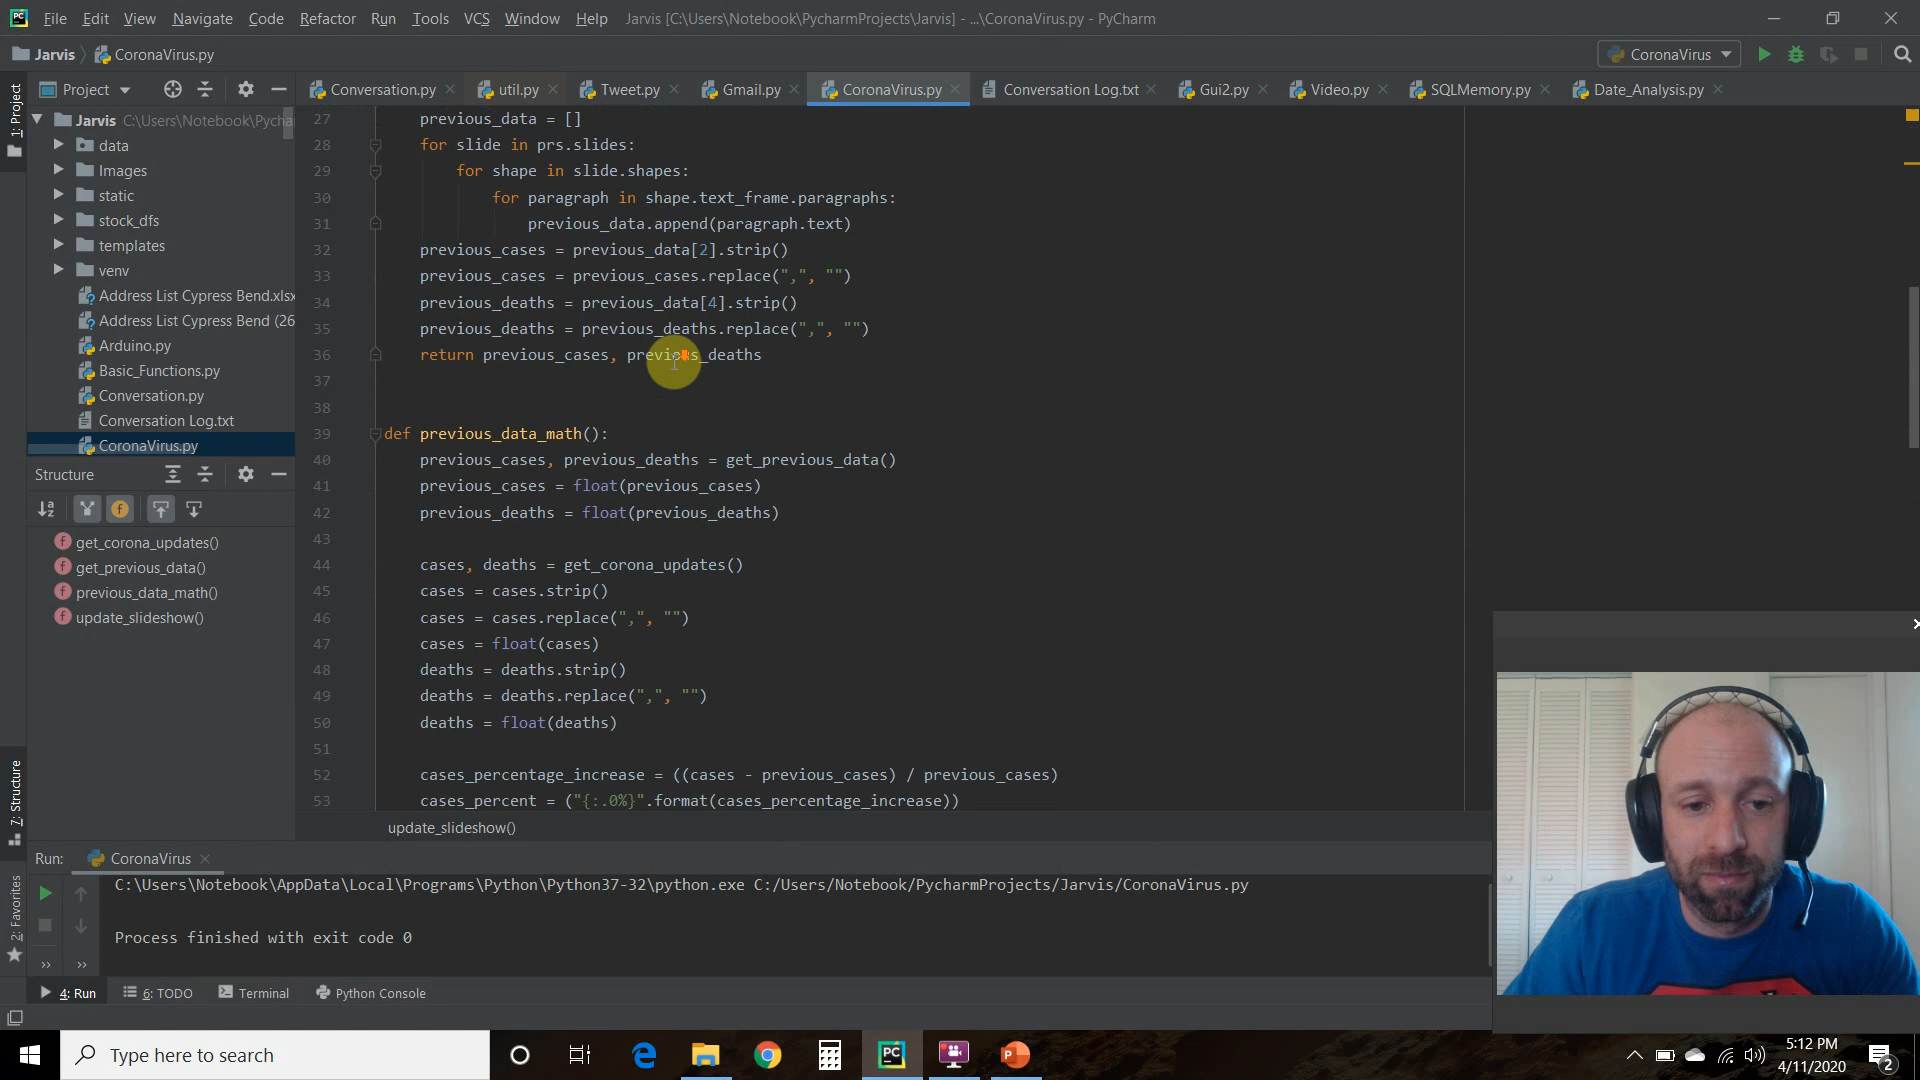 File Edit View Navigate Code Refactor Run Tools VCS Window Help Jarvis [C:\Users\Notebook\PycharmProjects\Jarvis] - ...\CoronaVirus.py - PyCharm
Jarvis CoronaVirus.py CoronaVirus
Project Conversation.py util.py Tweet.py Gmail.py CoronaVirus.py Conversation Log.txt Gui2.py Video.py SQLMemory.py Date_Analysis.py
1: Project
Jarvis C:\Users\Notebook\Pycha
data
Images
static
stock_dfs
templates
venv
Address List Cypress Bend.xlsx
Address List Cypress Bend (26
Arduino.py
Basic_Functions.py
Conversation.py
Conversation Log.txt
CoronaVirus.py
Structure
get_corona_updates()
get_previous_data()
previous_data_math()
update_slideshow()
7: Structure
2: Favorites
27 previous_data = []
28 for slide in prs.slides:
29 for shape in slide.shapes:
30 for paragraph in shape.text_frame.paragraphs:
31 previous_data.append(paragraph.text)
32 previous_cases = previous_data[2].strip()
33 previous_cases = previous_cases.replace(",", "")
34 previous_deaths = previous_data[4].strip()
35 previous_deaths = previous_deaths.replace(",", "")
36 return previous_cases, previous_deaths
37
38
39 def previous_data_math():
40 previous_cases, previous_deaths = get_previous_data()
41 previous_cases = float(previous_cases)
42 previous_deaths = float(previous_deaths)
43
44 cases, deaths = get_corona_updates()
45 cases = cases.strip()
46 cases = cases.replace(",", "")
47 cases = float(cases)
48 deaths = deaths.strip()
49 deaths = deaths.replace(",", "")
50 deaths = float(deaths)
51
52 cases_percentage_increase = ((cases - previous_cases) / previous_cases)
53 cases_percent = ("{:.0%}".format(cases_percentage_increase))
update_slideshow()
Run: CoronaVirus
C:\Users\Notebook\AppData\Local\Programs\Python\Python37-32\python.exe C:/Users/Notebook/PycharmProjects/Jarvis/CoronaVirus.py
Process finished with exit code 0
4: Run 6: TODO Terminal Python Console
Type here to search
5:12 PM
4/11/2020
2